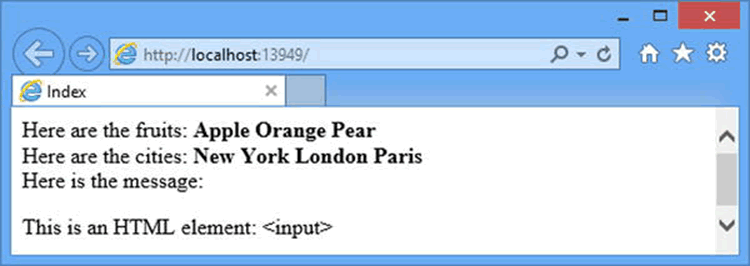 http://localhost:13949/
Index
Here are the fruits: Apple Orange Pear
Here are the cities: New York London Paris
Here is the message:
This is an HTML element: <input>